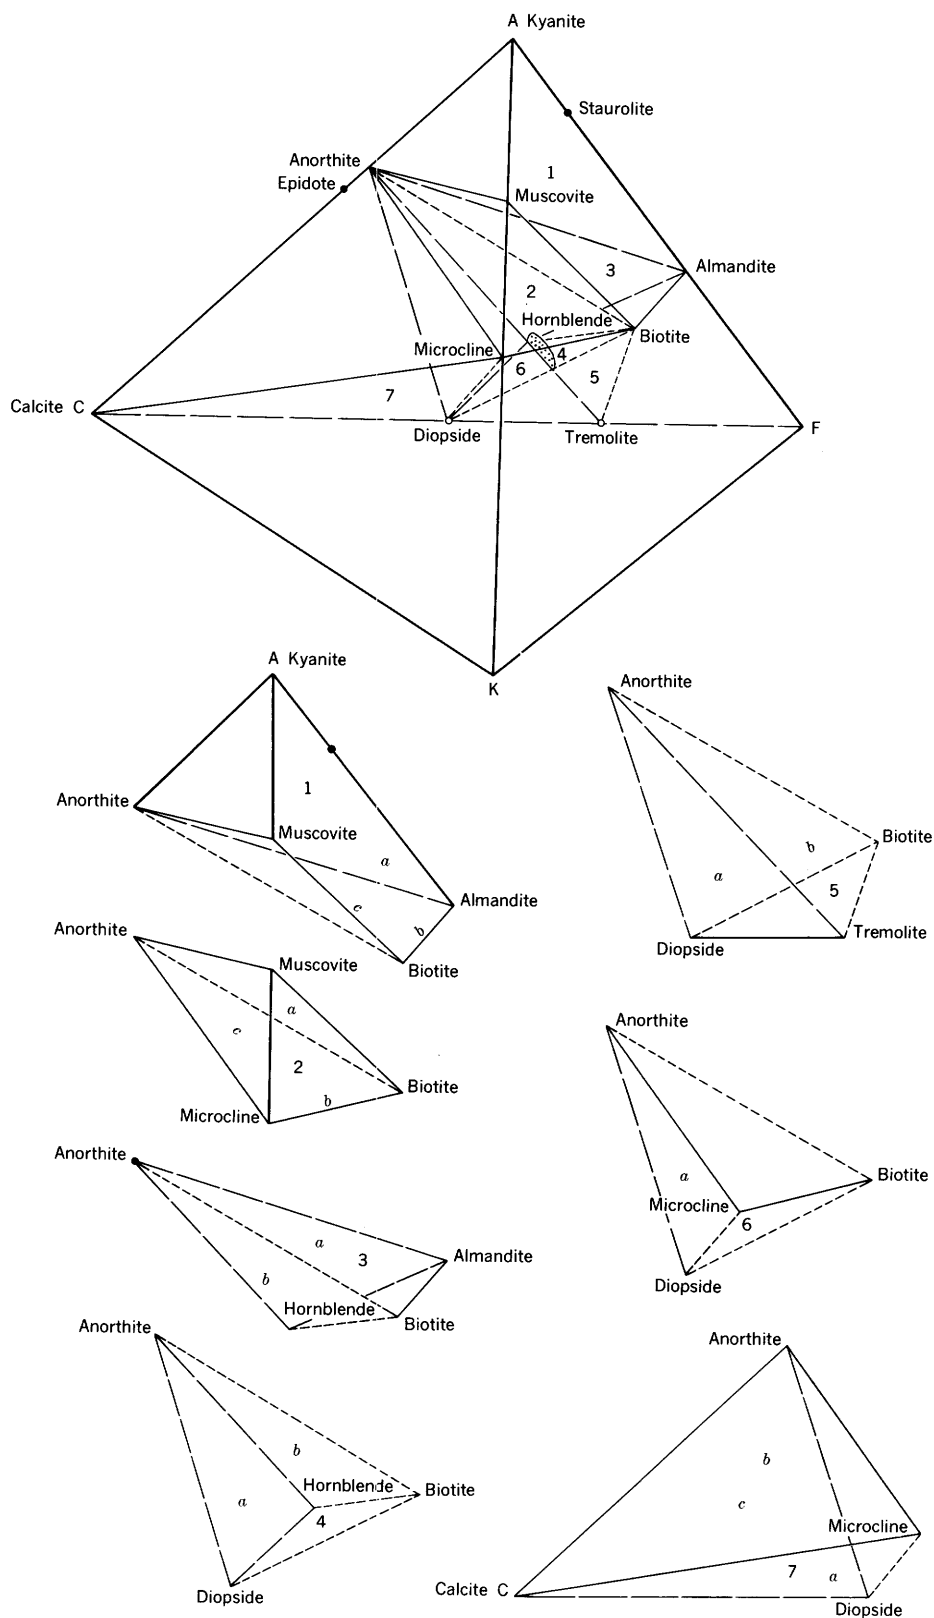 A Kyanite
Staurolite
Anorthite
1
Epidote
Muscovite
Almandite
3
2
Hornblende
Biotite
Microcline
4
6
5
7
Calcite C
F
Diopside
Tremolite
K
A Kyanite
1
Anorthite
Muscovite
a
Almandite
c
b
Biotite
Anorthite
Muscovite
a
c
2
Biotite
b
Microcline
Anorthite
a
3
Almandite
b
Hornblende
Biotite
Anorthite
b
Hornblende
Biotite
a
4
Diopside
Anorthite
Biotite
b
a
5
Tremolite
Diopside
Anorthite
Biotite
a
Microcline
6
Diopside
Anorthite
b
c
Microcline
7
a
Calcite C
Diopside